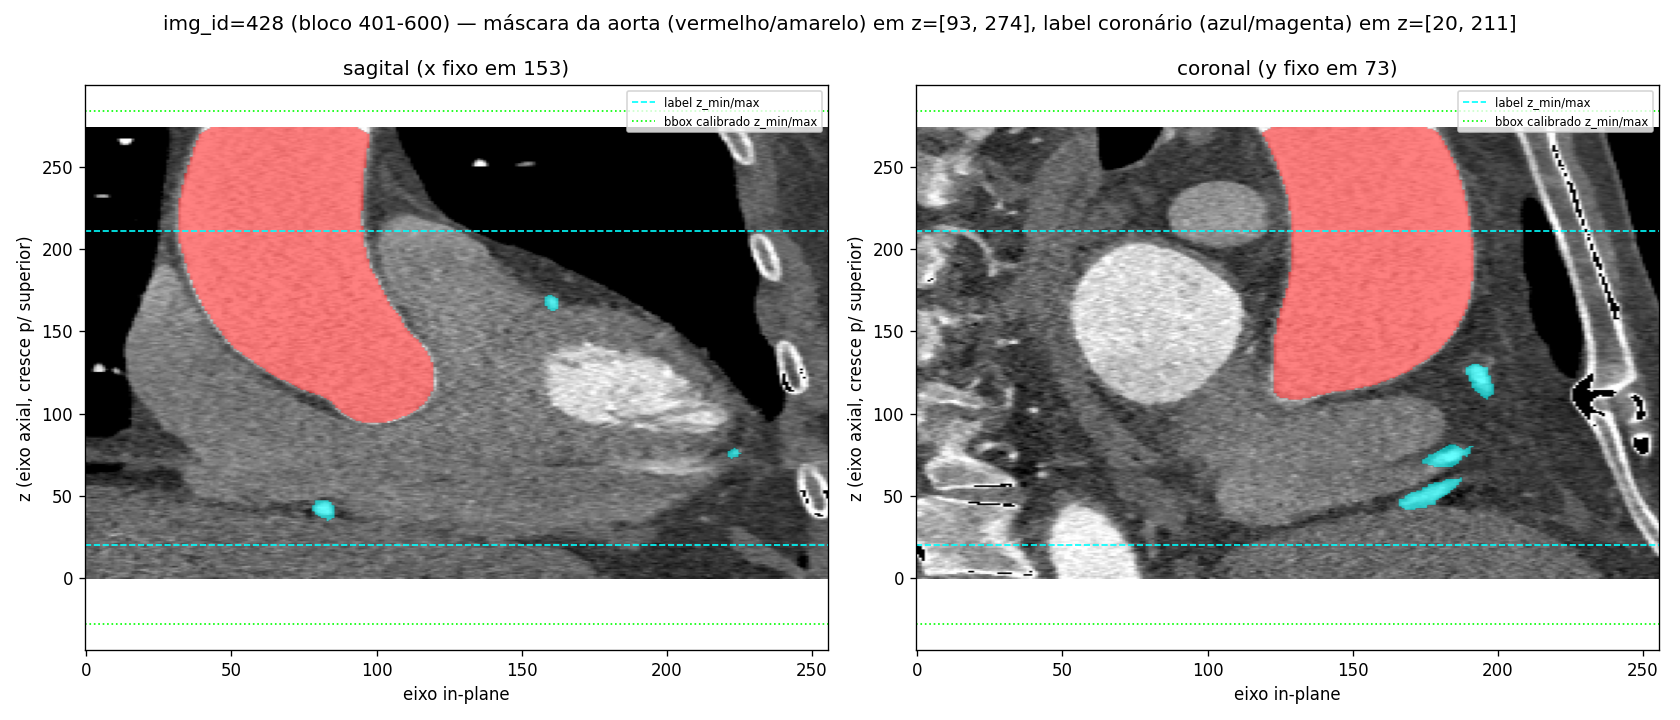 img_id=428 (bloco 401-600) — máscara da aorta (vermelho/amarelo) em z=[93, 274], label coronário (azul/magenta) em z=[20, 211]
sagital (x fixo em 153)
label z_min/max
bbox calibrado z_min/max
z (eixo axial, cresce p/ superior)
250
200
150
100
50
0
0
50
100
150
200
250
eixo in-plane
coronal (y fixo em 73)
label z_min/max
bbox calibrado z_min/max
z (eixo axial, cresce p/ superior)
250
200
150
100
50
0
0
50
100
150
200
250
eixo in-plane